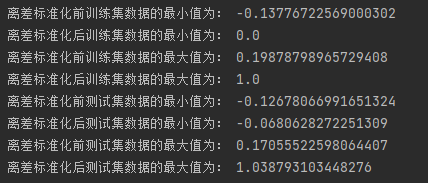 离差标准化前训练集数据的最小值为: -0.13776722569000302
离差标准化后训练集数据的最小值为: 0.0
离差标准化前训练集数据的最大值为: 0.19878798965729408
离差标准化后训练集数据的最大值为: 1.0
离差标准化前测试集数据的最小值为: -0.12678066991651324
离差标准化后测试集数据的最小值为: -0.0680628272251309
离差标准化前测试集数据的最大值为: 0.17055522598064407
离差标准化后测试集数据的最大值为: 1.038793103448276